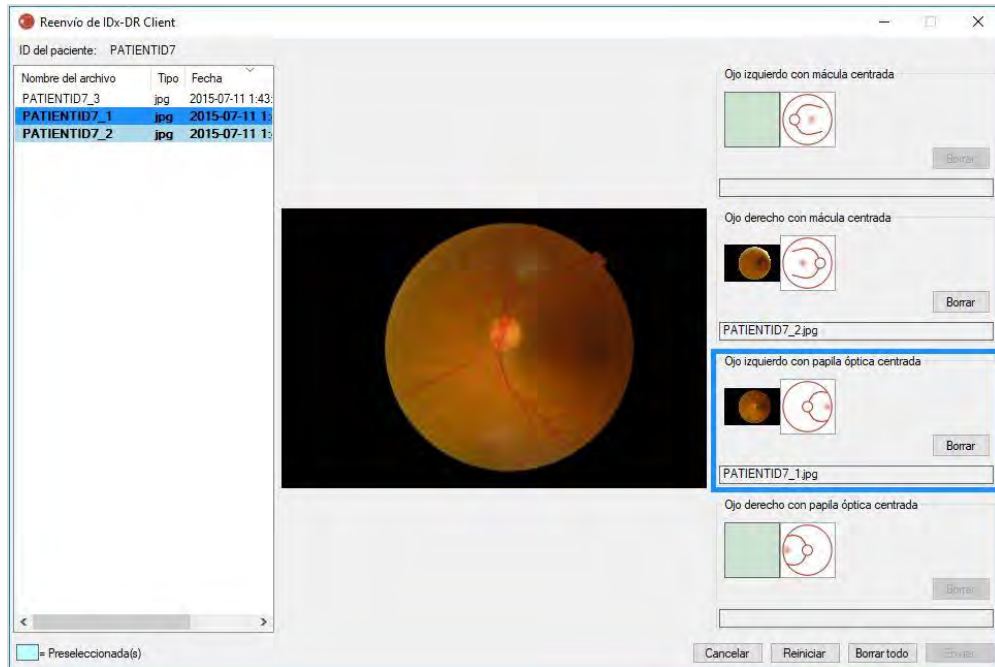 Reenvío de IDx-DR Client
ID del paciente: PATIENTID7
Nombre del archivo Tipo Fecha
PATIENTID7_3 jpg 2015-07-11 1:43:
PATIENTID7_1 jpg 2015-07-11 1:
PATIENTID7_2 jpg 2015-07-11 1:
Ojo izquierdo con mácula centrada
Borrar
Ojo derecho con mácula centrada
Borrar
PATIENTID7_2.jpg
Ojo izquierdo con papila óptica centrada
Borrar
PATIENTID7_1.jpg
Ojo derecho con papila óptica centrada
Borrar
= Preseleccionada(s)
Cancelar Reiniciar Borrar todo